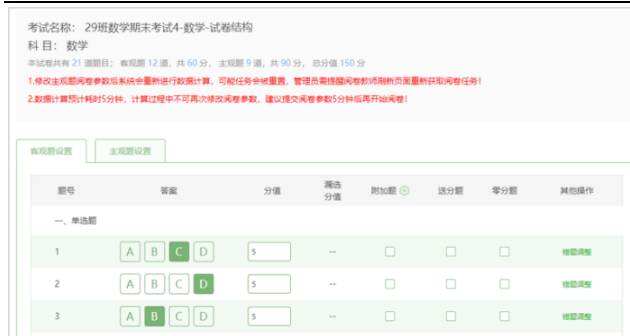 考试名称： 29班数学期末考试4-数学-试卷结构
科 目： 数学
本试卷共有 21 道题目； 客观题 12 道，共 60 分， 主观题 9 道，共 90 分， 总分值 150 分
1.修改主观题阅卷参数后系统会重新进行数据计算，可能任务会被重置，管理员需提醒阅卷教师刷新页面重新获取阅卷任务！
2.数据计算预计耗时5分钟，计算过程中不可再次修改阅卷参数，建议提交阅卷参数5分钟后再开始阅卷！
客观题设置 主观题设置
题号 答案 分值 漏选分值 附加题 送分题 零分题 其他操作
一、单选题
1 A B C D 5 -- 错题调整
2 A B C D 5 -- 错题调整
3 A B C D 5 -- 错题调整